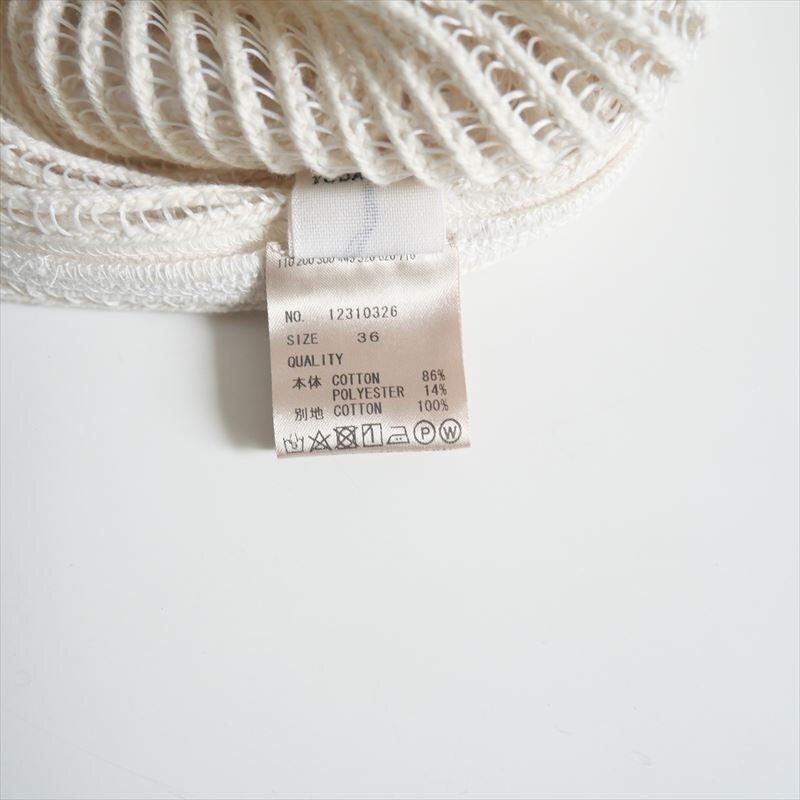 NO. 12310326
SIZE 36
QUALITY
本体 COTTON 86%
POLYESTER 14%
別地 COTTON 100%
P W